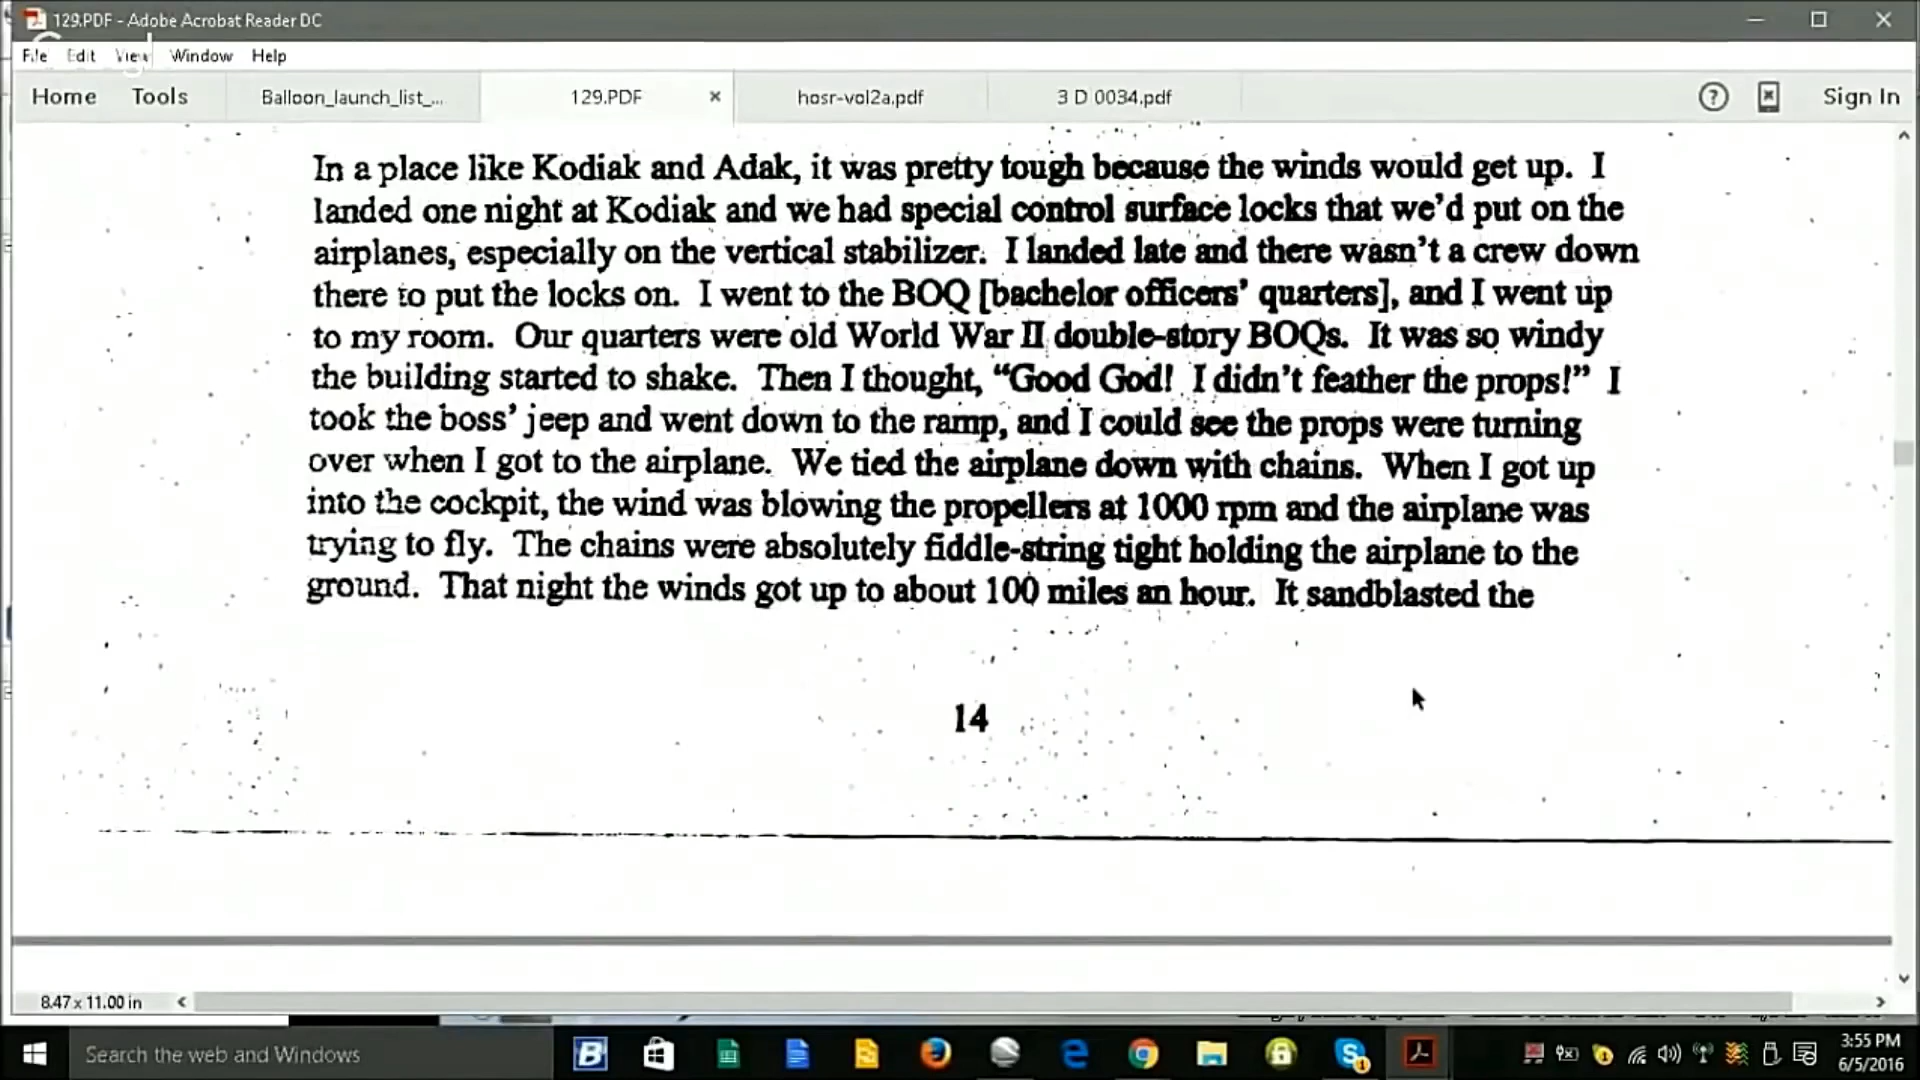 129.PDF - Adobe Acrobat Reader DC
File Edit View Window Help
Home Tools Balloon_launch_list_... 129.PDF × hosr-vol2a.pdf 3 D 0034.pdf ? Sign In
In a place like Kodiak and Adak, it was pretty tough because the winds would get up. I
landed one night at Kodiak and we had special control surface locks that we'd put on the
airplanes, especially on the vertical stabilizer. I landed late and there wasn't a crew down
there to put the locks on. I went to the BOQ [bachelor officers' quarters], and I went up
to my room. Our quarters were old World War II double-story BOQs. It was so windy
the building started to shake. Then I thought, “Good God! I didn't feather the props!” I
took the boss' jeep and went down to the ramp, and I could see the props were turning
over when I got to the airplane. We tied the airplane down with chains. When I got up
into the cockpit, the wind was blowing the propellers at 1000 rpm and the airplane was
trying to fly. The chains were absolutely fiddle-string tight holding the airplane to the
ground. That night the winds got up to about 100 miles an hour. It sandblasted the
14
8.47 x 11.00 in
Search the web and Windows
3:55 PM
6/5/2016